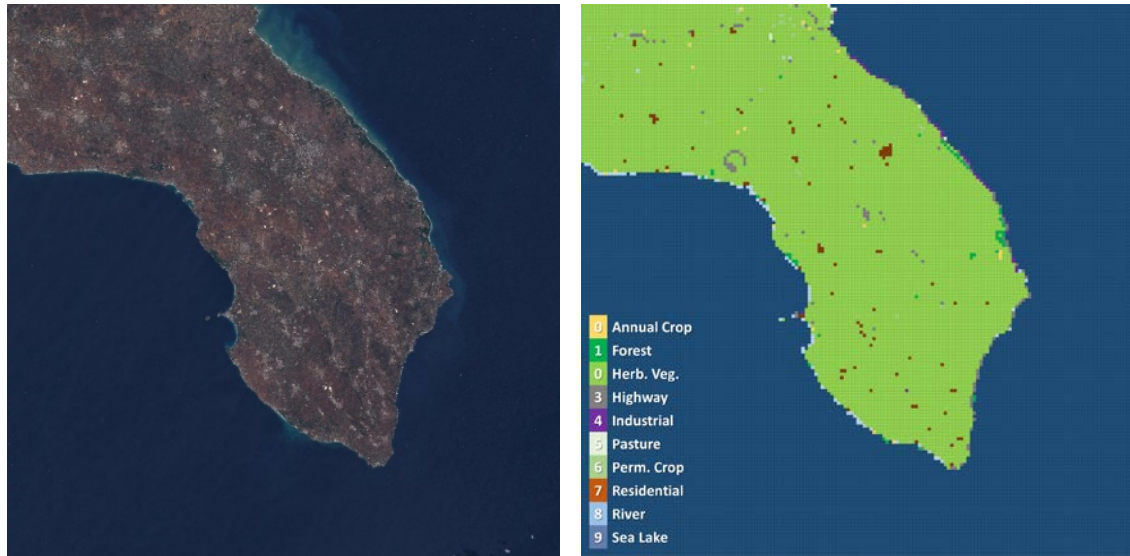 0 Annual Crop
1 Forest
0 Herb. Veg.
3 Highway
4 Industrial
5 Pasture
6 Perm. Crop
7 Residential
8 River
9 Sea Lake